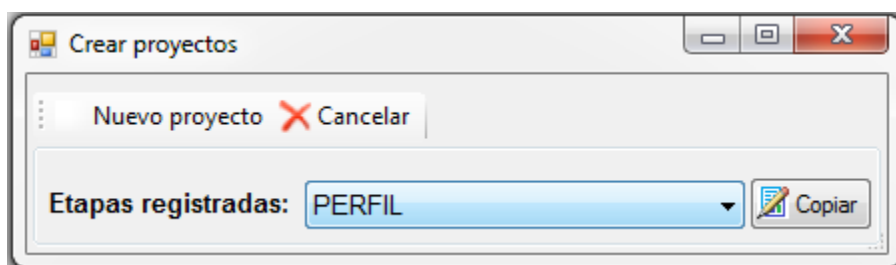 Crear proyectos
Nuevo proyecto Cancelar
Etapas registradas: PERFIL Copiar